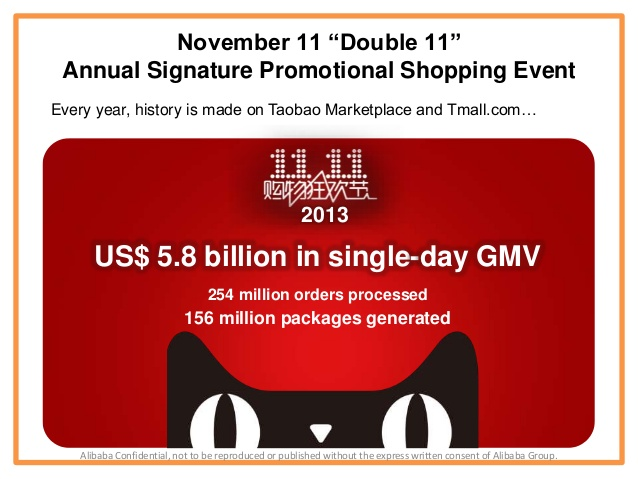 November 11 “Double 11”
Annual Signature Promotional Shopping Event
Every year, history is made on Taobao Marketplace and Tmall.com…
11.11
购物狂欢节
2013
US$ 5.8 billion in single-day GMV
254 million orders processed
156 million packages generated
Alibaba Confidential, not to be reproduced or published without the express written consent of Alibaba Group.